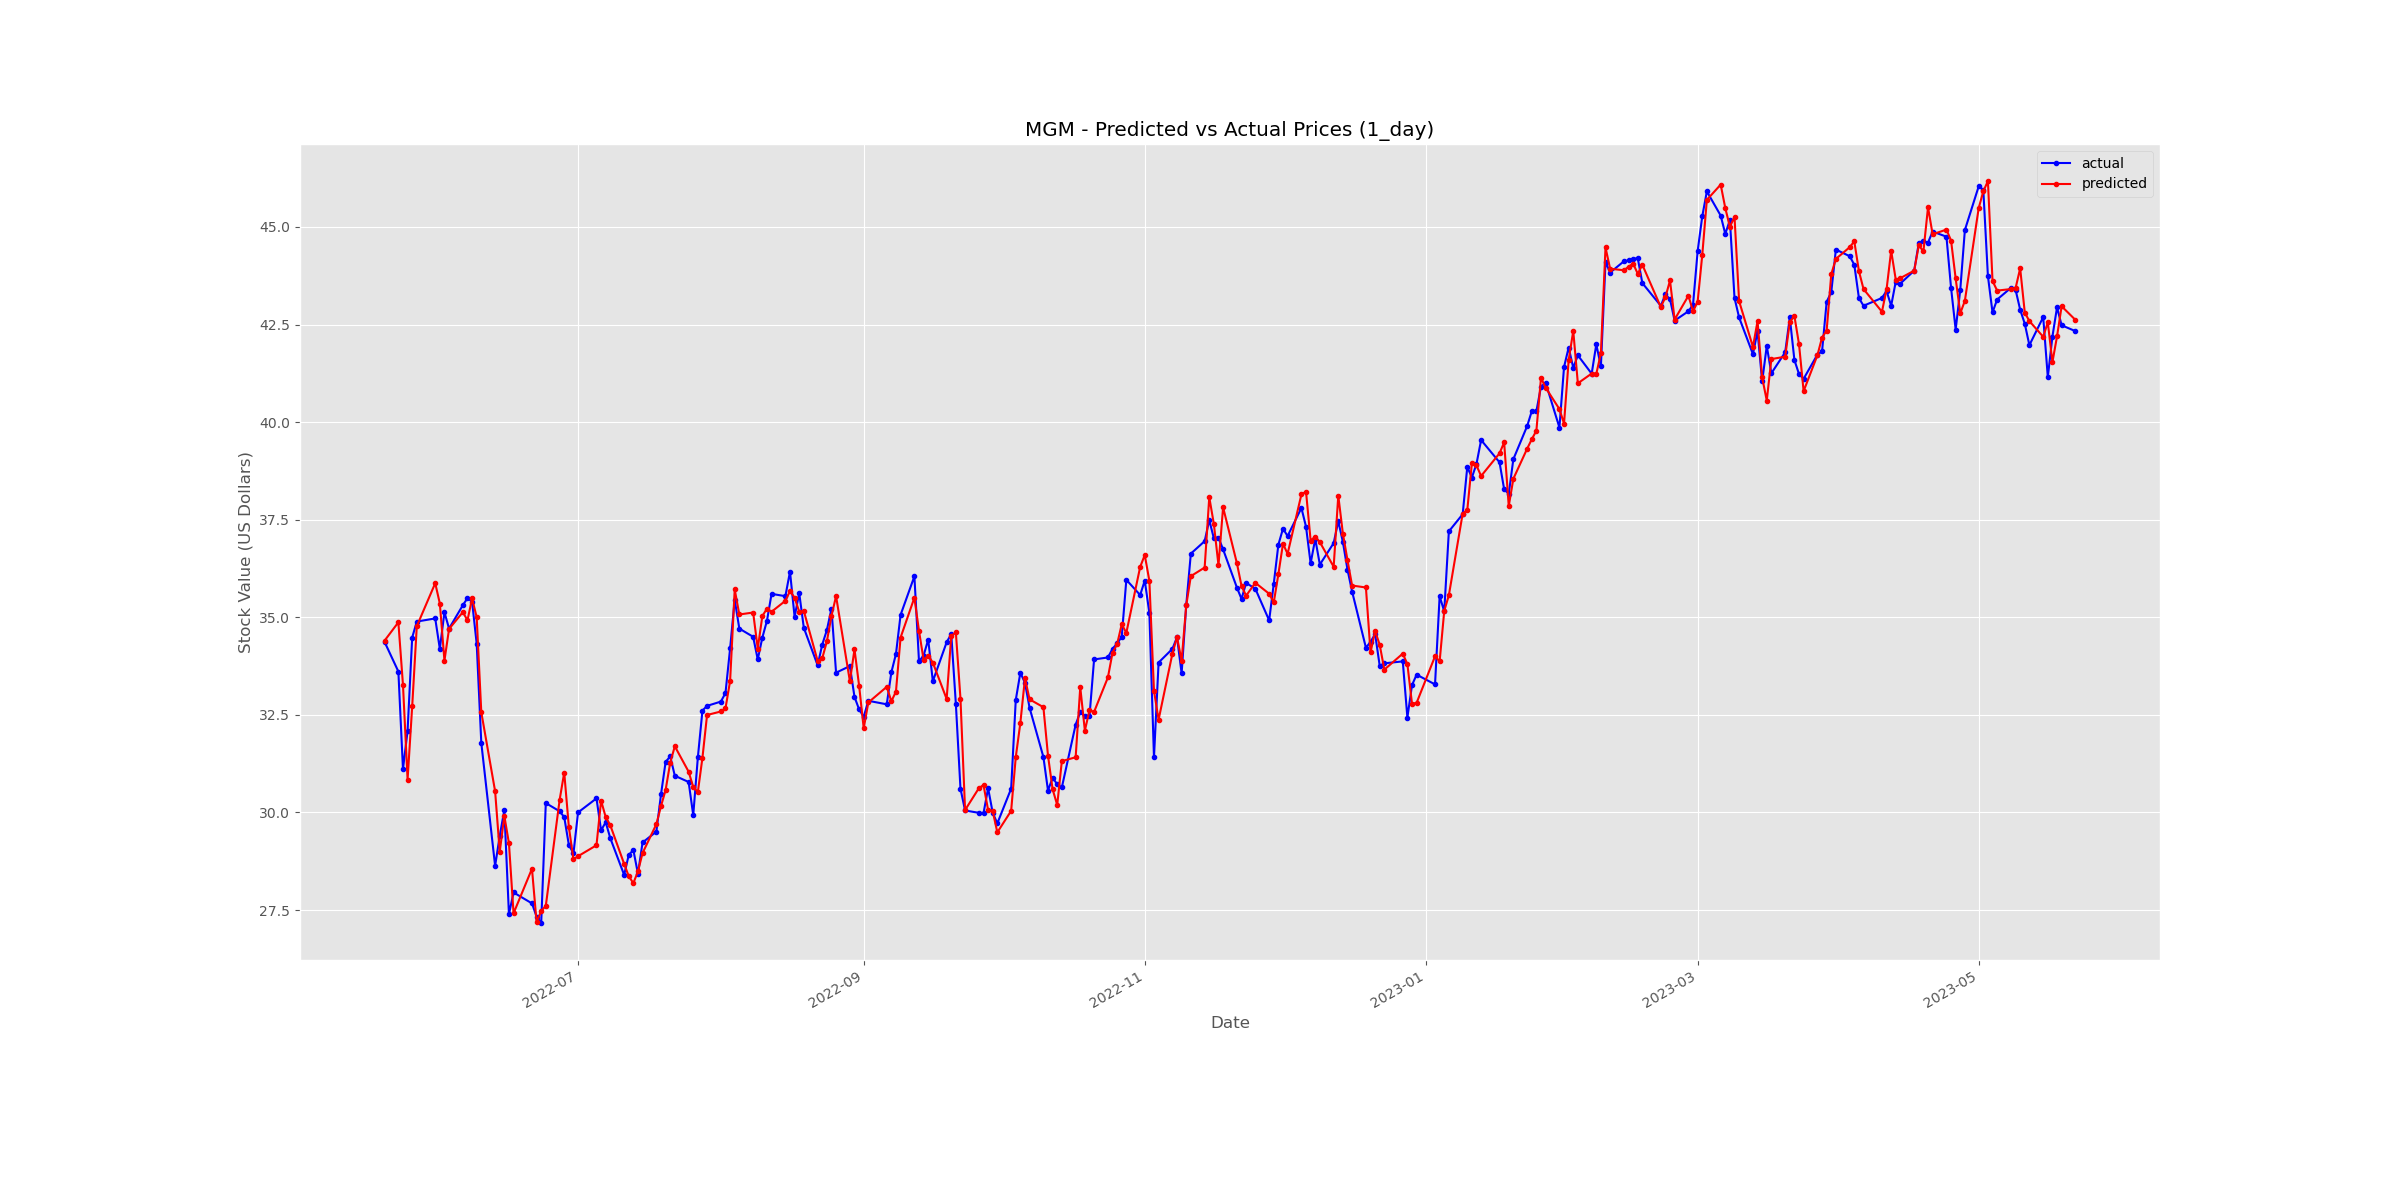 MGM - Predicted vs Actual Prices (1_day)
actual
predicted
Stock Value (US Dollars)
45.0
42.5
40.0
37.5
35.0
32.5
30.0
27.5
2022-07
2022-09
2022-11
2023-01
2023-03
2023-05
Date